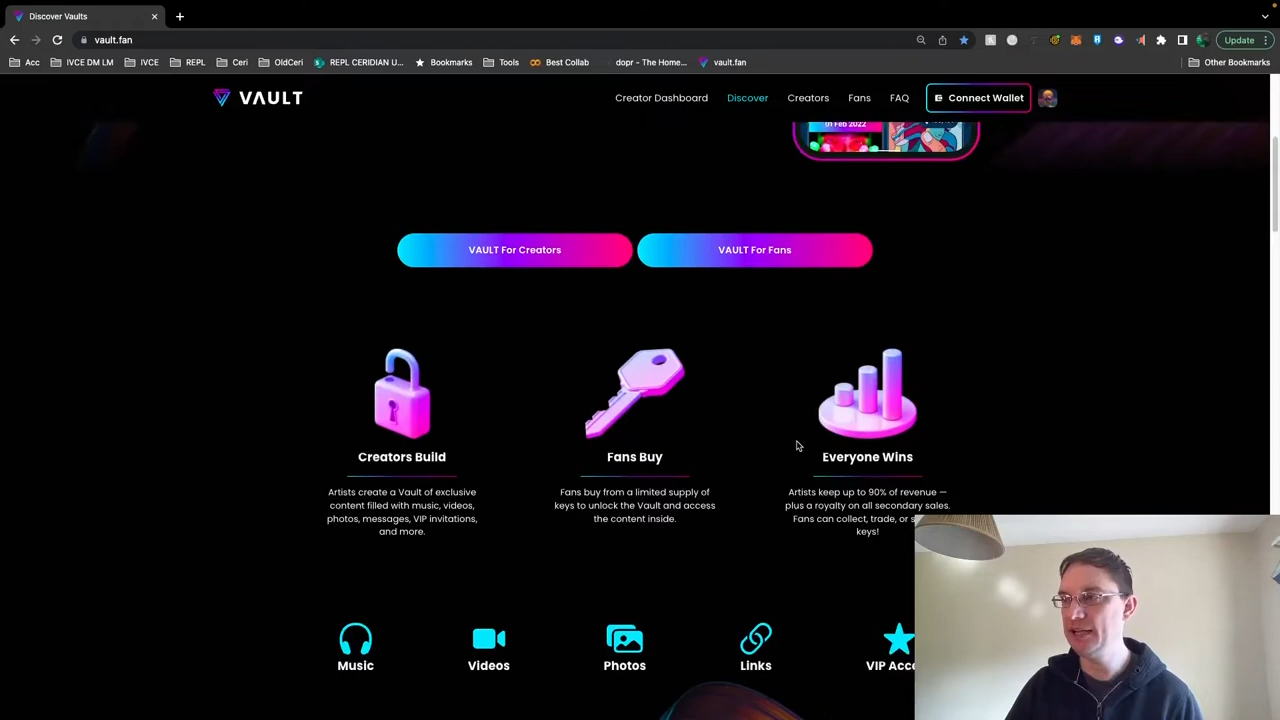 Discover Vaults
vault.fan
Update
Acc
IVCE DM LM
IVCE
REPL
Ceri
OldCeri
REPL CERIDIAN U...
Bookmarks
Tools
Best Collab
dopr - The Home...
vault.fan
Other Bookmarks
VAULT
Creator Dashboard
Discover
Creators
Fans
FAQ
Connect Wallet
01 Feb 2022
VAULT For Creators
VAULT For Fans
Creators Build
Artists create a Vault of exclusive
content filled with music, videos,
photos, messages, VIP invitations,
and more.
Fans Buy
Fans buy from a limited supply of
keys to unlock the Vault and access
the content inside.
Everyone Wins
Artists keep up to 90% of revenue —
plus a royalty on all secondary sales.
Fans can collect, trade, or s
keys!
Music
Videos
Photos
Links
VIP Acce